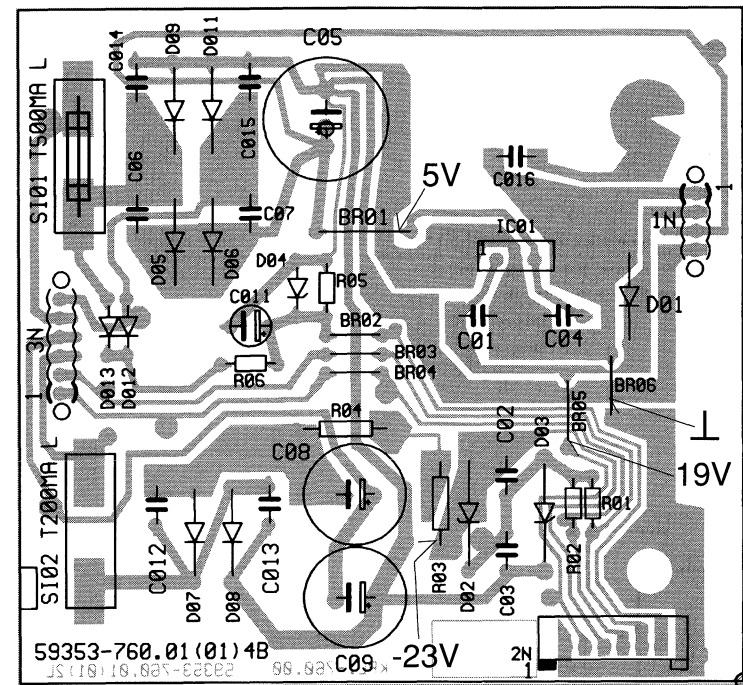 C014
D09
D011
C05
SI01 T500MA L
C06
C015
5V
C016
1
1N
C07
BR01
IC01
1
D05
D06
D04
R05
C011
D01
3N
BR02
C01
C04
BR03
BR04
R06
D013
D012
BR06
BR05
1
R04
C08
C02
D03
19V
SI02 T200MA L
R01
C012
D07
D08
C013
R03
D02
C03
R02
59353-760.01(01)4B
C09
-23V
2N
1